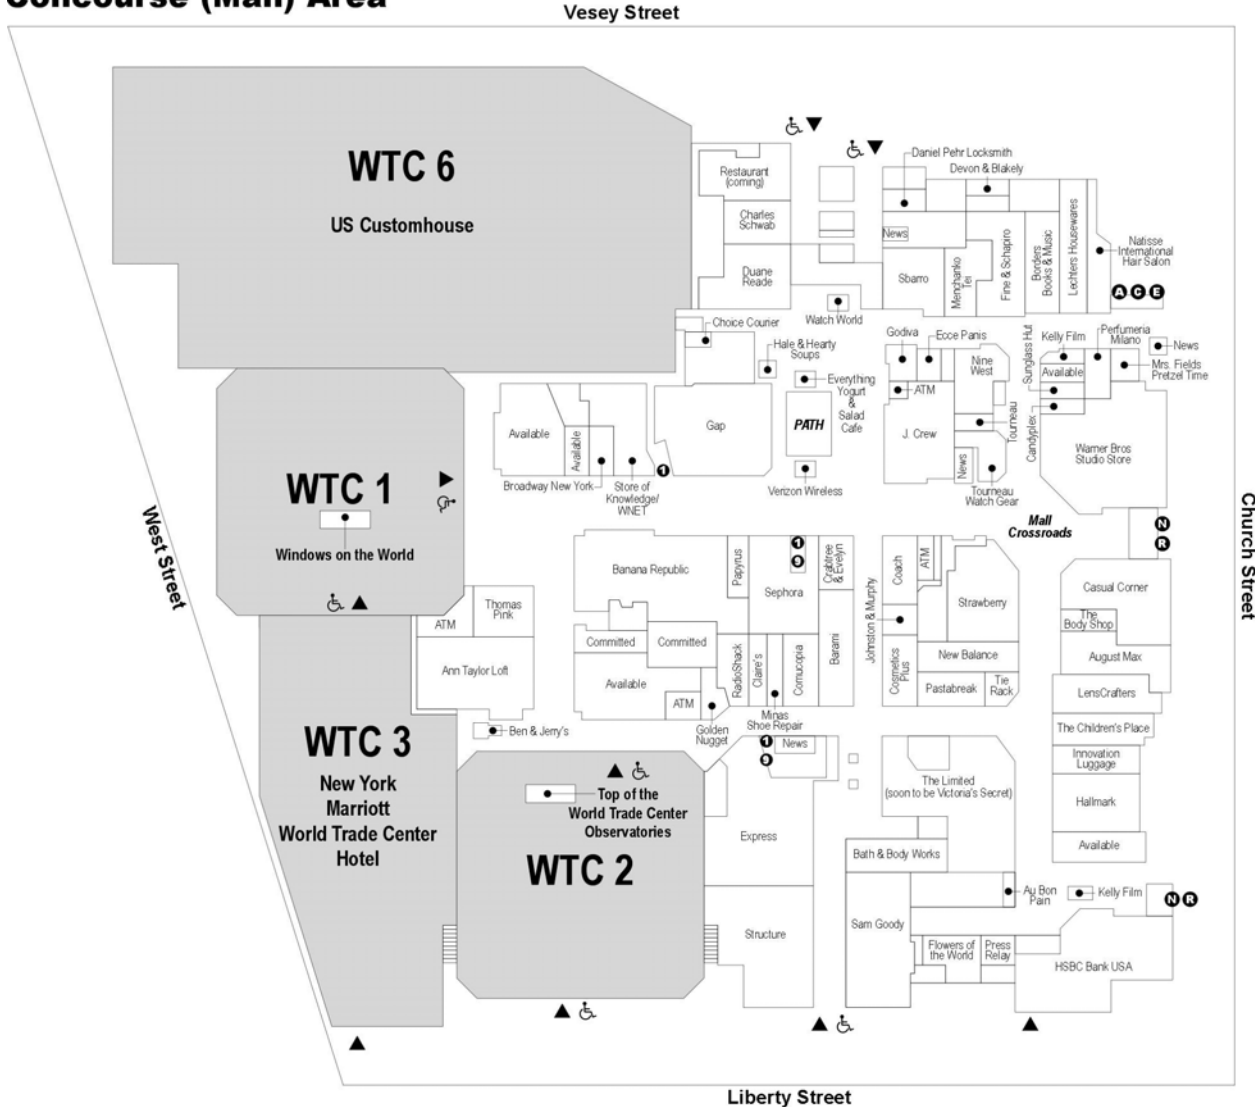 Concourse (Mall) Area
Vesey Street
WTC 6
US Customhouse
Restaurant
(coming)
Charles
Schwab
Duane
Reade
Daniel Pehr Locksmith
Devon & Blakely
News
Sbarro
Menchanko
Tei
Fine & Schapiro
Borders
Books & Music
Lechters Housewares
Natisse
International
Hair Salon
A C E
Choice Courier
Watch World
Hale & Hearty
Soups
Everything
Yogurt
&
Salad
Cafe
Godiva
Ecce Panis
Nine
West
ATM
J. Crew
Tourneau
News
Tourneau
Watch Gear
Sunglass Hut
Kelly Film
Available
Perfumeria
Milano
News
Mrs. Fields
Pretzel Time
Candyplex
Warner Bros
Studio Store
Available
Available
Broadway New York
Store of
Knowledge/
WNET
Gap
1
PATH
Verizon Wireless
WTC 1
Windows on the World
West Street
Church Street
Mall
Crossroads
N
R
Banana Republic
Papyrus
1
9
Sephora
Crabtree
& Evelyn
Coach
ATM
Strawberry
Johnston & Murphy
Casual Corner
The
Body Shop
August Max
Thomas
Pink
ATM
Ann Taylor Loft
Committed
Committed
Available
ATM
RadioShack
Claire's
Cornucopia
Barami
Cosmetics
Plus
New Balance
Pastabreak
Tie
Rack
LensCrafters
The Children's Place
Innovation
Luggage
Hallmark
Available
Ben & Jerry's
Golden
Nugget
Minas
Shoe Repair
1
9
News
WTC 3
New York
Marriott
World Trade Center
Hotel
Top of the
World Trade Center
Observatories
WTC 2
Express
Structure
The Limited
(soon to be Victoria's Secret)
Bath & Body Works
Sam Goody
Au Bon
Pain
Kelly Film
N R
Flowers of
the World
Press
Relay
HSBC Bank USA
Liberty Street